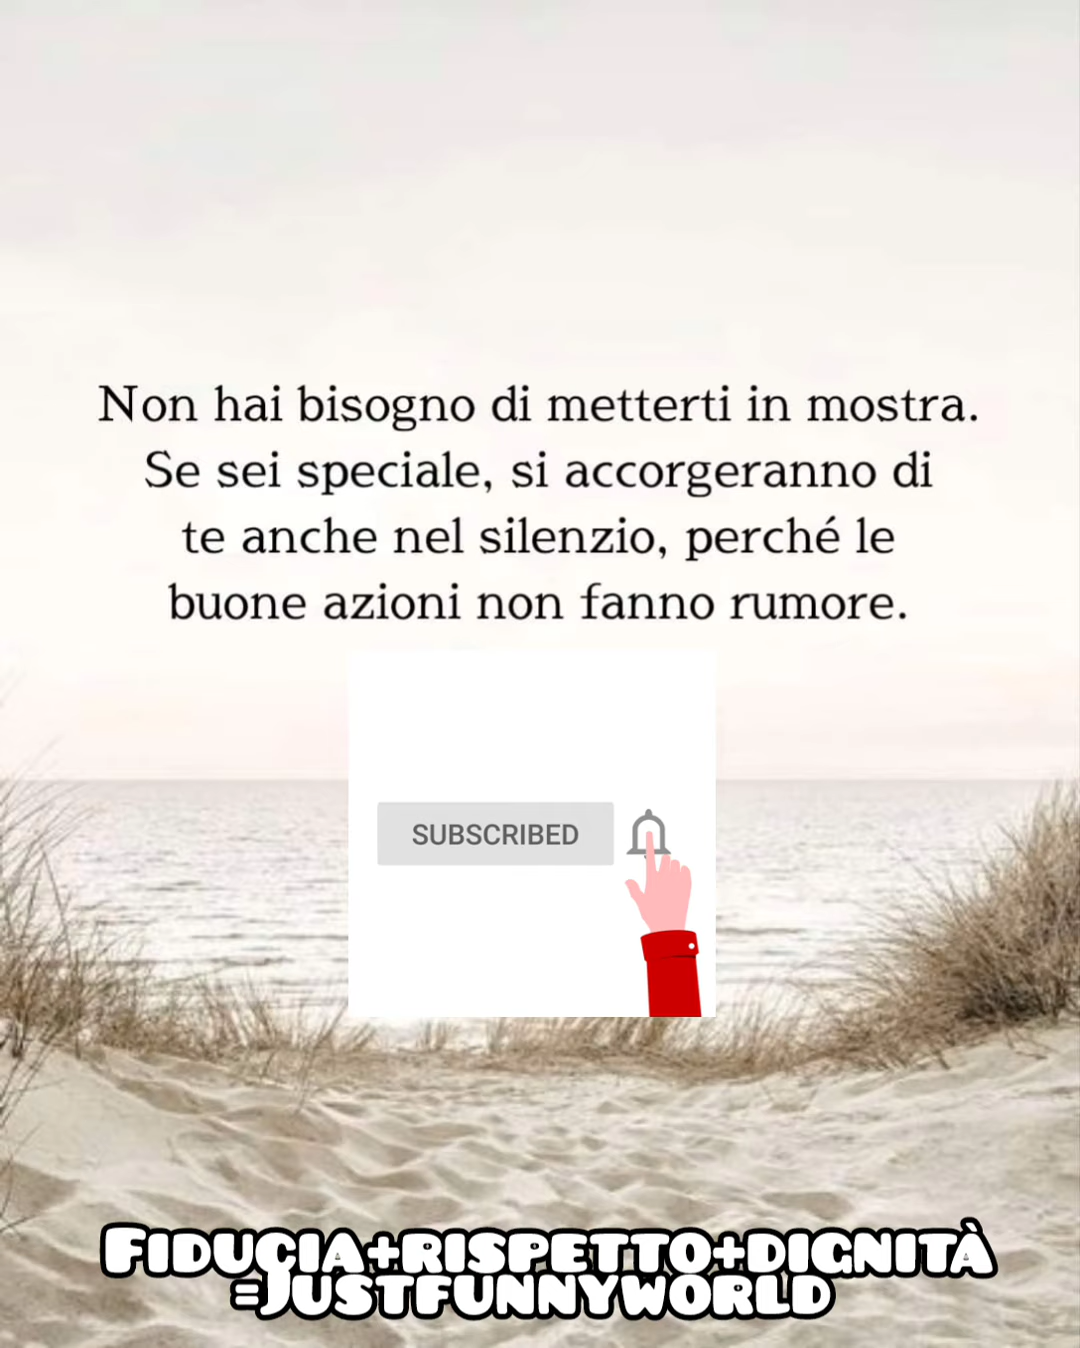 Non hai bisogno di metterti in mostra.
Se sei speciale, si accorgeranno di
te anche nel silenzio, perché le
buone azioni non fanno rumore.
SUBSCRIBED
FIDUCIA+RISPETTO+DIGNITÀ
=JUSTFUNNYWORLD